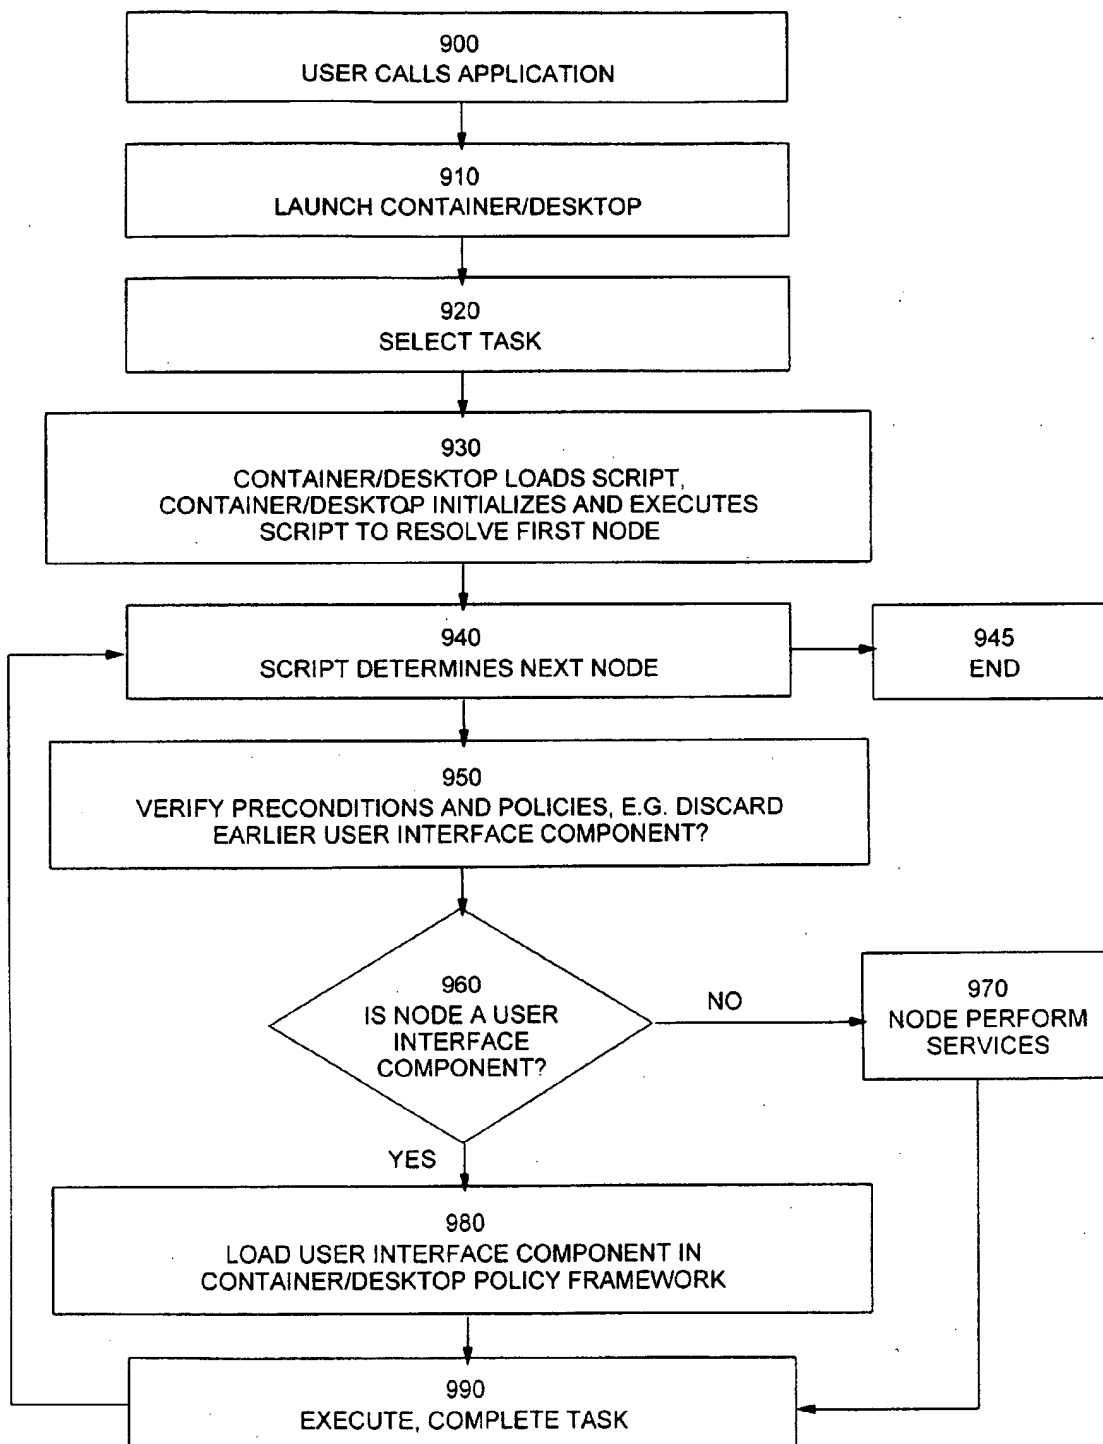 900
USER CALLS APPLICATION
910
LAUNCH CONTAINER/DESKTOP
920
SELECT TASK
930
CONTAINER/DESKTOP LOADS SCRIPT,
CONTAINER/DESKTOP INITIALIZES AND EXECUTES
SCRIPT TO RESOLVE FIRST NODE
940
SCRIPT DETERMINES NEXT NODE
945
END
950
VERIFY PRECONDITIONS AND POLICIES, E.G. DISCARD
EARLIER USER INTERFACE COMPONENT?
960
IS NODE A USER
INTERFACE
COMPONENT?
NO
970
NODE PERFORM
SERVICES
YES
980
LOAD USER INTERFACE COMPONENT IN
CONTAINER/DESKTOP POLICY FRAMEWORK
990
EXECUTE, COMPLETE TASK